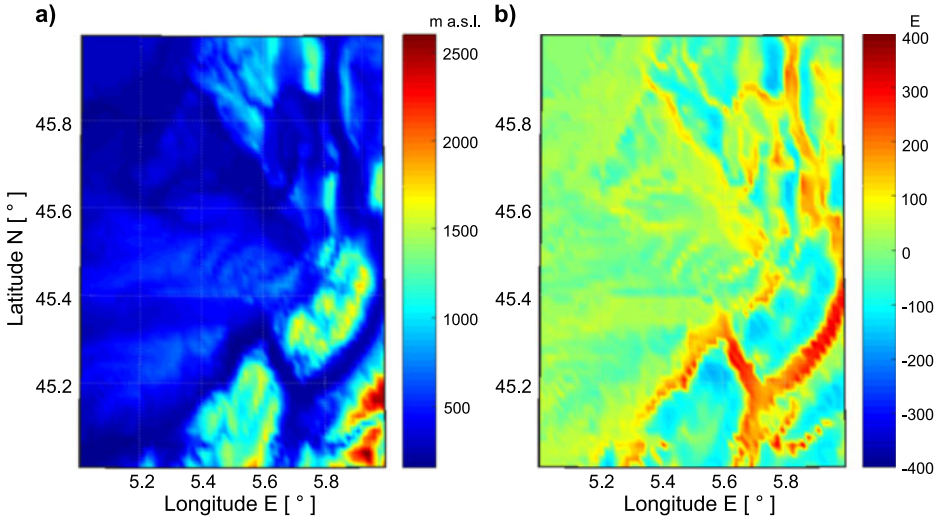 a)
m a.s.l.
2500
2000
1500
1000
500
45.8
45.6
45.4
45.2
Latitude N [ ° ]
5.2 5.4 5.6 5.8
Longitude E [ ° ]
b)
E
400
300
200
100
0
-100
-200
-300
-400
45.8
45.6
45.4
45.2
5.2 5.4 5.6 5.8
Longitude E [ ° ]